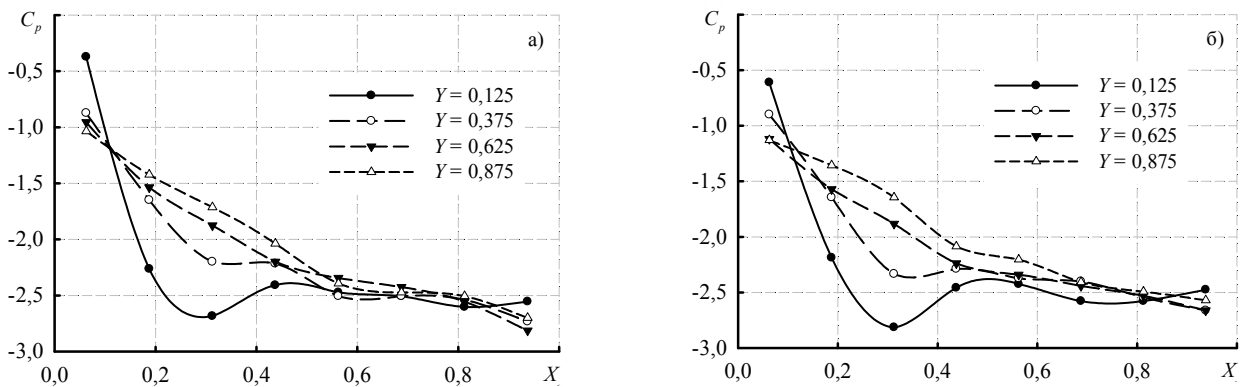 C_p
а)
-0,5
Y = 0,125
-1,0
Y = 0,375
Y = 0,625
-1,5
Y = 0,875
-2,0
-2,5
-3,0
0,0 0,2 0,4 0,6 0,8 X
C_p
б)
-0,5
Y = 0,125
Y = 0,375
-1,0
Y = 0,625
Y = 0,875
-1,5
-2,0
-2,5
-3,0
0,0 0,2 0,4 0,6 0,8 X